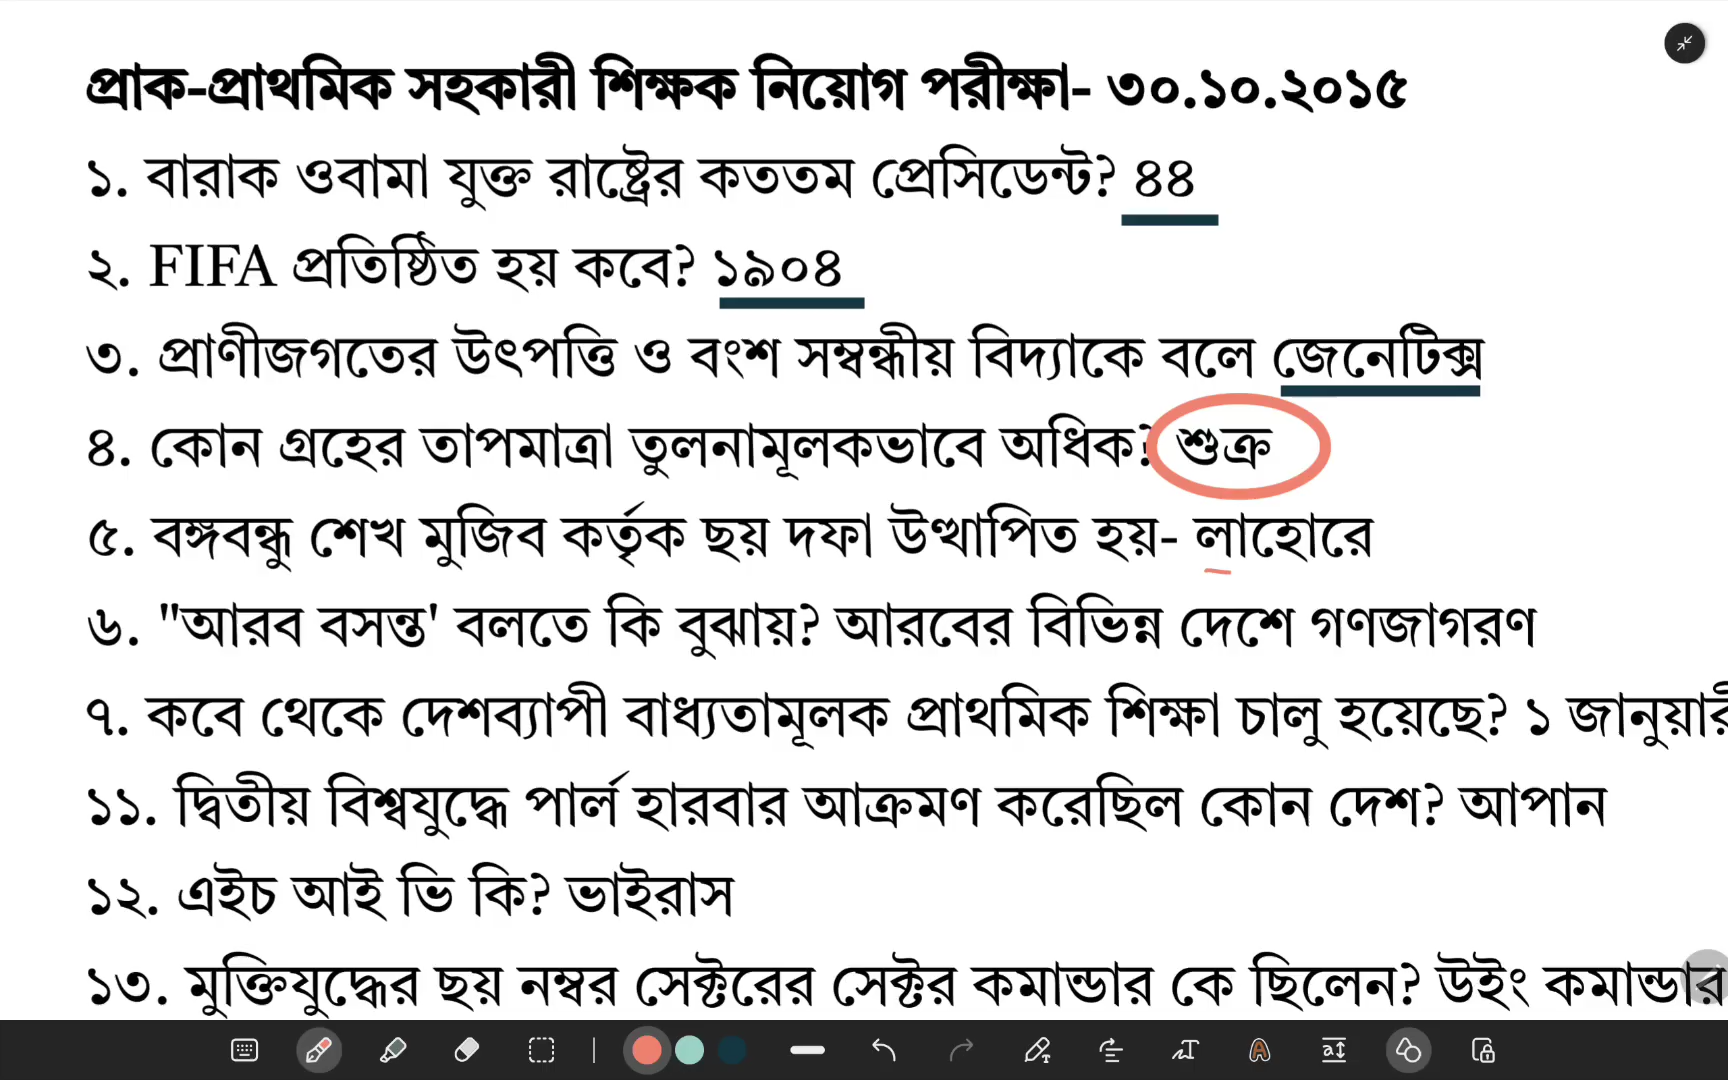 প্রাক-প্রাথমিক সহকারী শিক্ষক নিয়োগ পরীক্ষা- ৩০.১০.২০১৫
১. বারাক ওবামা যুক্ত রাষ্ট্রের কততম প্রেসিডেন্ট? ৪৪
২. FIFA প্রতিষ্ঠিত হয় কবে? ১৯০৪
৩. প্রাণীজগতের উৎপত্তি ও বংশ সম্বন্ধীয় বিদ্যাকে বলে জেনেটিক্স
৪. কোন গ্রহের তাপমাত্রা তুলনামূলকভাবে অধিক? শুক্র
৫. বঙ্গবন্ধু শেখ মুজিব কর্তৃক ছয় দফা উত্থাপিত হয়- লাহোরে
৬. "আরব বসন্ত' বলতে কি বুঝায়? আরবের বিভিন্ন দেশে গণজাগরণ
৭. কবে থেকে দেশব্যাপী বাধ্যতামূলক প্রাথমিক শিক্ষা চালু হয়েছে? ১ জানুয়ারী
১১. দ্বিতীয় বিশ্বযুদ্ধে পার্ল হারবার আক্রমণ করেছিল কোন দেশ? আপান
১২. এইচ আই ভি কি? ভাইরাস
১৩. মুক্তিযুদ্ধের ছয় নম্বর সেক্টরের সেক্টর কমান্ডার কে ছিলেন? উইং কমান্ডার